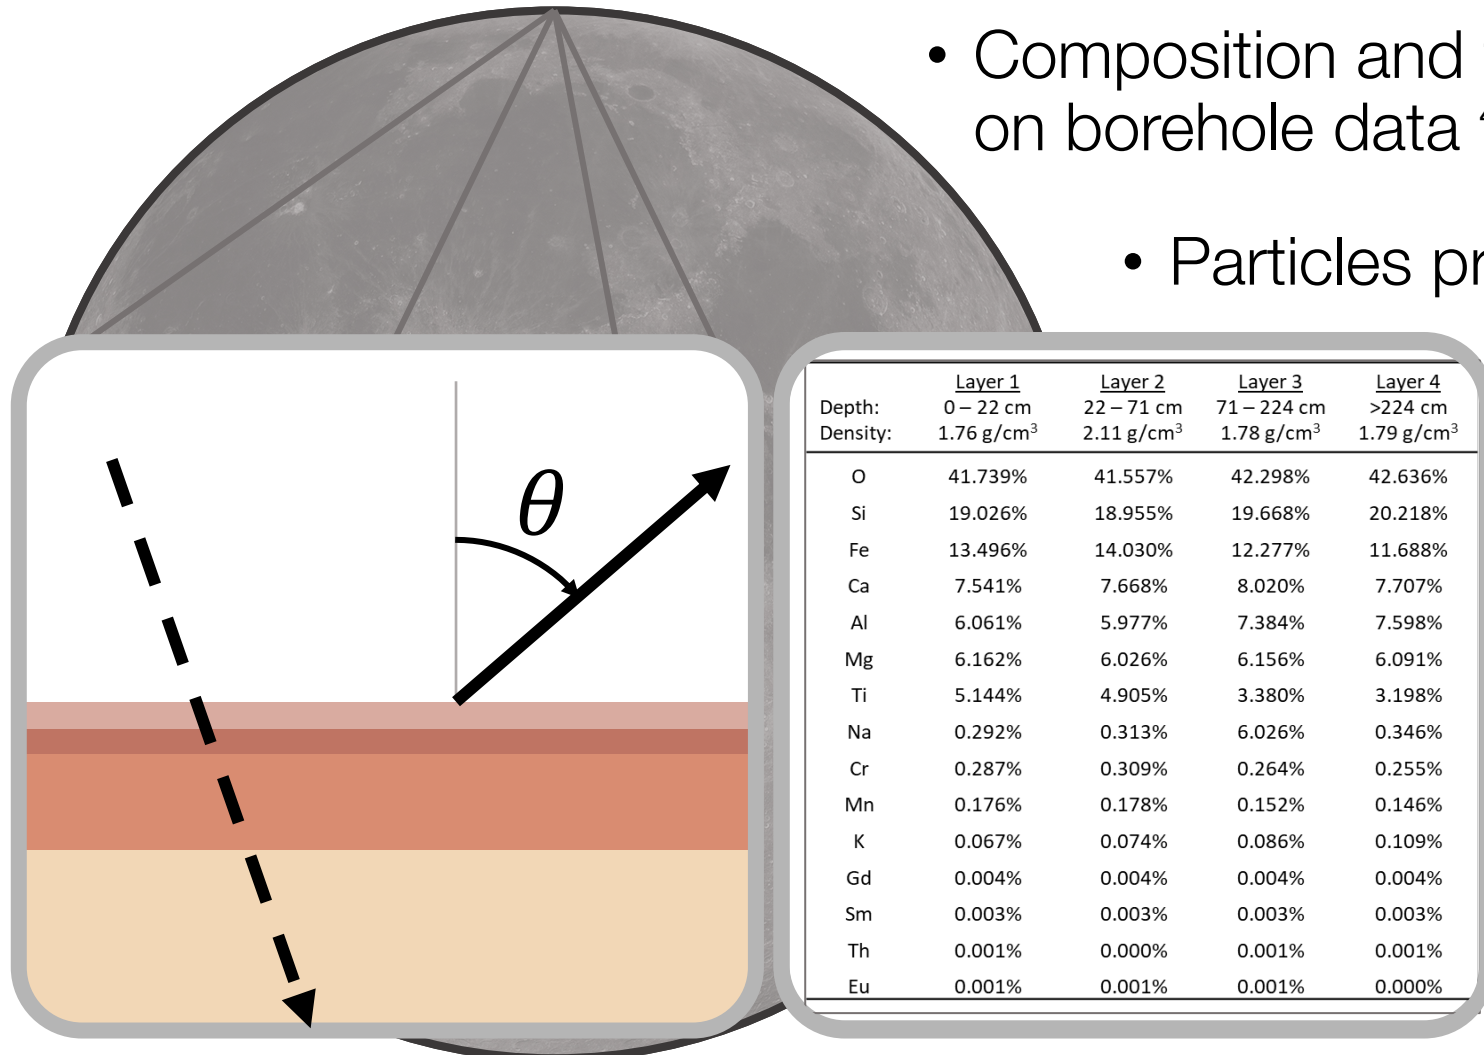 • Composition and
on borehole data
• Particles
θ
Layer 1 Layer 2 Layer 3 Layer 4
Depth: 0 – 22 cm 22 – 71 cm 71 – 224 cm >224 cm
Density: 1.76 g/cm³ 2.11 g/cm³ 1.78 g/cm³ 1.79 g/cm³
O 41.739% 41.557% 42.298% 42.636%
Si 19.026% 18.955% 19.668% 20.218%
Fe 13.496% 14.030% 12.277% 11.688%
Ca 7.541% 7.668% 8.020% 7.707%
Al 6.061% 5.977% 7.384% 7.598%
Mg 6.162% 6.026% 6.156% 6.091%
Ti 5.144% 4.905% 3.380% 3.198%
Na 0.292% 0.313% 6.026% 0.346%
Cr 0.287% 0.309% 0.264% 0.255%
Mn 0.176% 0.178% 0.152% 0.146%
K 0.067% 0.074% 0.086% 0.109%
Gd 0.004% 0.004% 0.004% 0.004%
Sm 0.003% 0.003% 0.003% 0.003%
Th 0.001% 0.000% 0.001% 0.001%
Eu 0.001% 0.001% 0.001% 0.000%